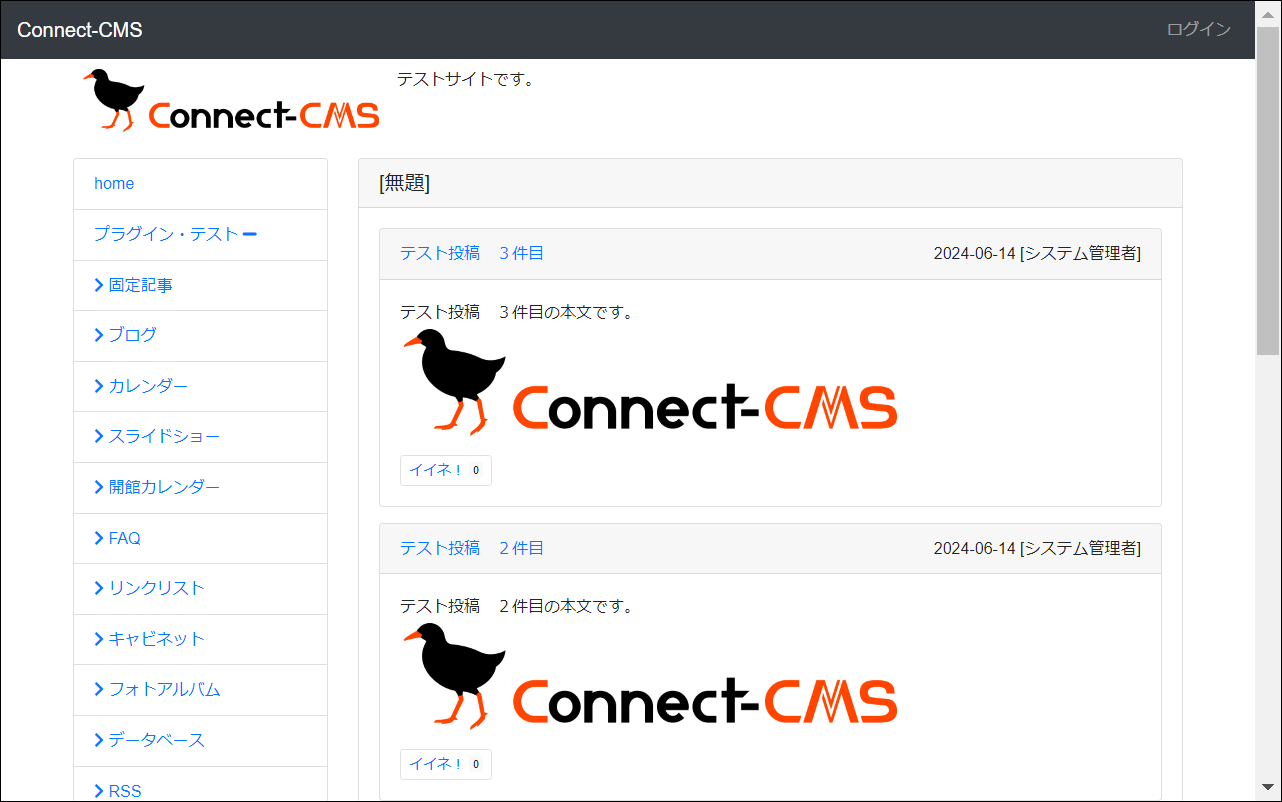 Connect-CMS
ログイン
Connect-CMS
テストサイトです。
home
プラグイン・テスト
固定記事
ブログ
カレンダー
スライドショー
開館カレンダー
FAQ
リンクリスト
キャビネット
フォトアルバム
データベース
RSS
[無題]
テスト投稿　3 件目
2024-06-14 [システム管理者]
テスト投稿　3 件目の本文です。
Connect-CMS
イイネ！ 0
テスト投稿　2 件目
2024-06-14 [システム管理者]
テスト投稿　2 件目の本文です。
Connect-CMS
イイネ！ 0